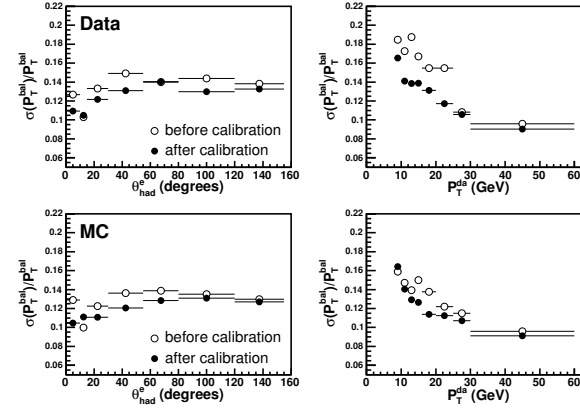 Data
σ(P_T^bal)/P_T^bal
0.22
0.2
0.18
0.16
0.14
0.12
0.1
0.08
0.06
before calibration
after calibration
0 20 40 60 80 100 120 140 160
θ^e_had (degrees)
σ(P_T^bal)/P_T^bal
0.22
0.2
0.18
0.16
0.14
0.12
0.1
0.08
0.06
0 10 20 30 40 50 60
P_T^da (GeV)
MC
σ(P_T^bal)/P_T^bal
0.22
0.2
0.18
0.16
0.14
0.12
0.1
0.08
0.06
before calibration
after calibration
0 20 40 60 80 100 120 140 160
θ^e_had (degrees)
σ(P_T^bal)/P_T^bal
0.22
0.2
0.18
0.16
0.14
0.12
0.1
0.08
0.06
0 10 20 30 40 50 60
P_T^da (GeV)